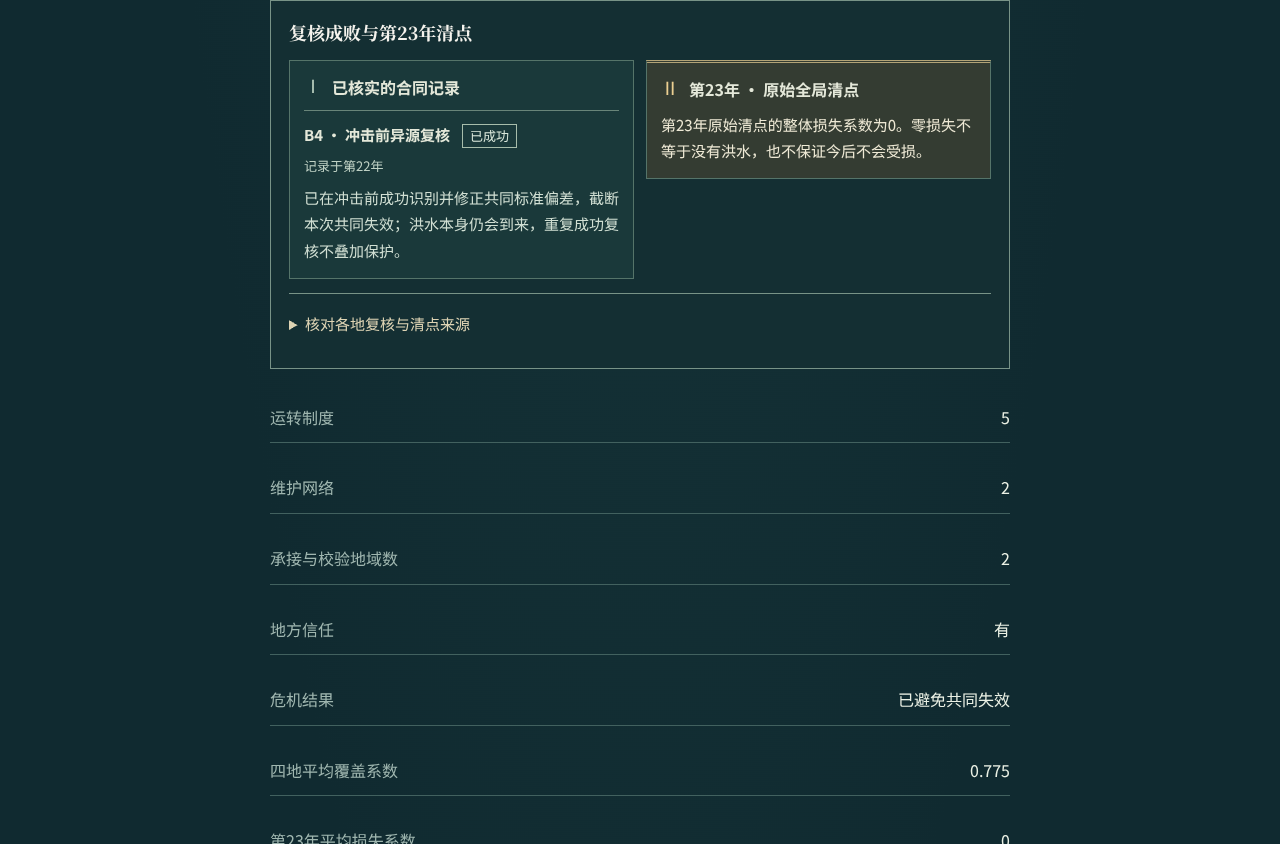 复核成败与第23年清点
I 已核实的合同记录
B4 · 冲击前异源复核 已成功
记录于第22年
已在冲击前成功识别并修正共同标准偏差，截断
本次共同失效；洪水本身仍会到来，重复成功复
核不叠加保护。
II 第23年 · 原始全局清点
第23年原始清点的整体损失系数为0。零损失不
等于没有洪水，也不保证今后不会受损。
▶ 核对各地复核与清点来源
运转制度 5
维护网络 2
承接与校验地域数 2
地方信任 有
危机结果 已避免共同失效
四地平均覆盖系数 0.775
第23年平均损失系数 0